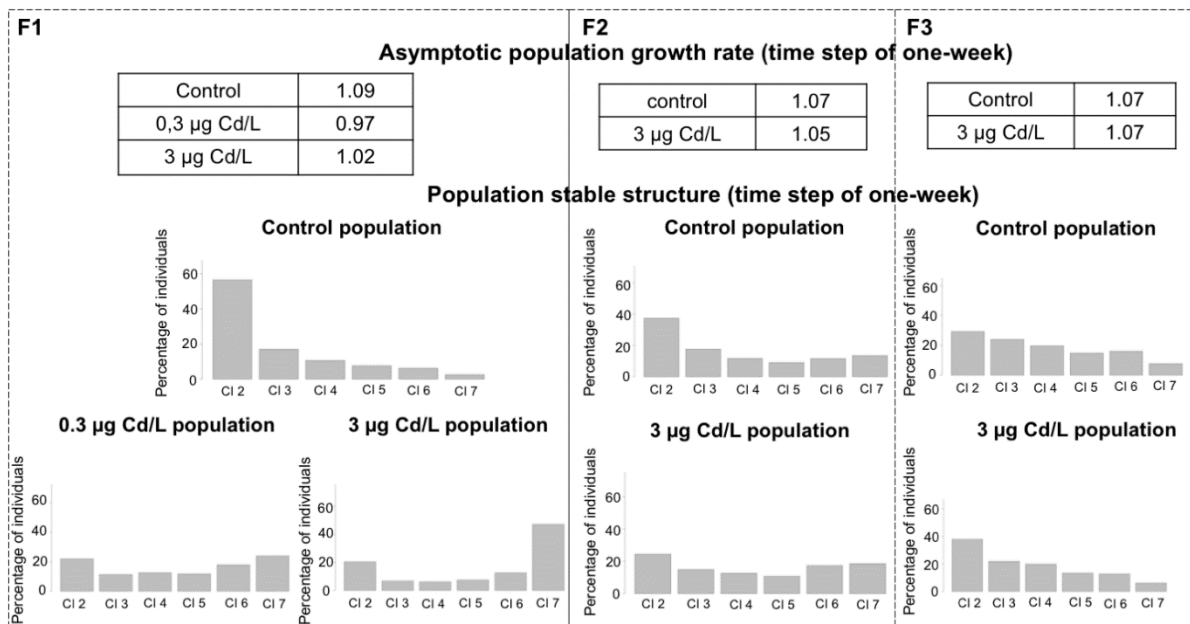 F1
F2
F3
Asymptotic population growth rate (time step of one-week)
Control 1.09
0,3 µg Cd/L 0.97
3 µg Cd/L 1.02
control 1.07
3 µg Cd/L 1.05
Control 1.07
3 µg Cd/L 1.07
Population stable structure (time step of one-week)
Control population
Percentage of individuals
60
40
20
0
Cl 2 Cl 3 Cl 4 Cl 5 Cl 6 Cl 7
Control population
Percentage of individuals
60
40
20
0
Cl 2 Cl 3 Cl 4 Cl 5 Cl 6 Cl 7
Control population
Percentage of individuals
60
40
20
0
Cl 2 Cl 3 Cl 4 Cl 5 Cl 6 Cl 7
0.3 µg Cd/L population
Percentage of individuals
60
40
20
0
Cl 2 Cl 3 Cl 4 Cl 5 Cl 6 Cl 7
3 µg Cd/L population
Percentage of individuals
60
40
20
0
Cl 2 Cl 3 Cl 4 Cl 5 Cl 6 Cl 7
3 µg Cd/L population
Percentage of individuals
60
40
20
0
Cl 2 Cl 3 Cl 4 Cl 5 Cl 6 Cl 7
3 µg Cd/L population
Percentage of individuals
60
40
20
0
Cl 2 Cl 3 Cl 4 Cl 5 Cl 6 Cl 7